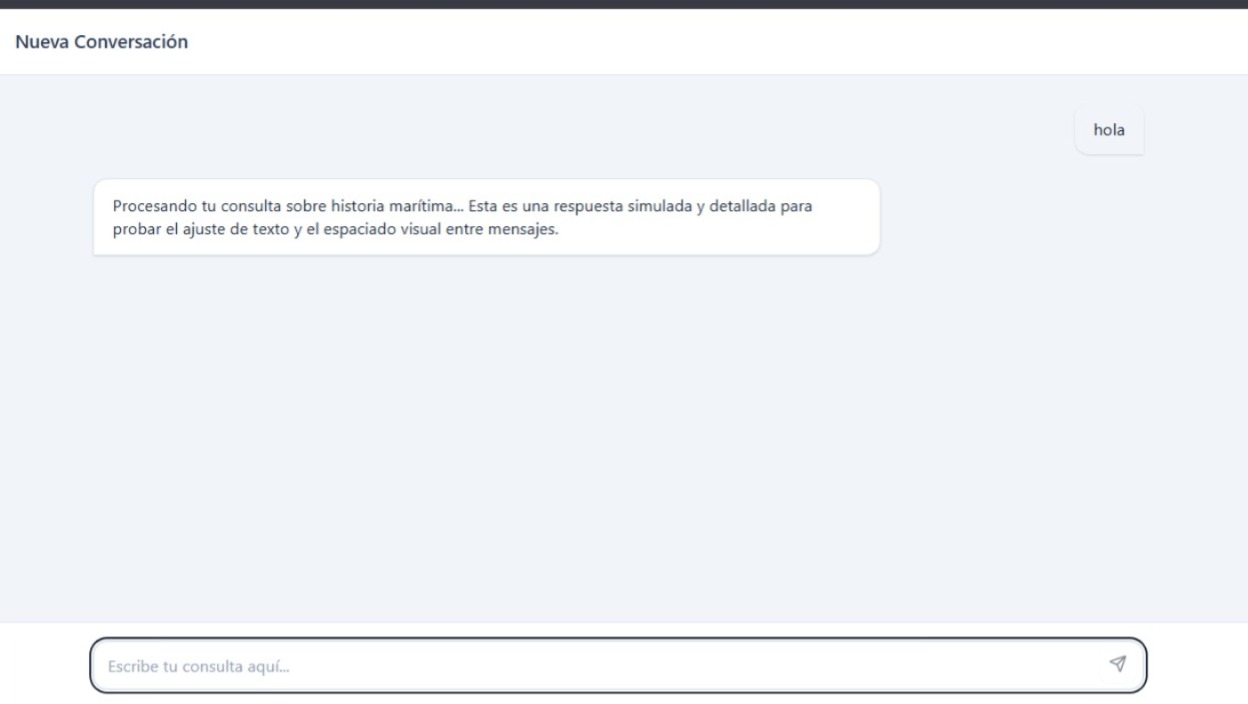 Nueva Conversación
hola
Procesando tu consulta sobre historia marítima... Esta es una respuesta simulada y detallada para
probar el ajuste de texto y el espaciado visual entre mensajes.
Escribe tu consulta aquí...